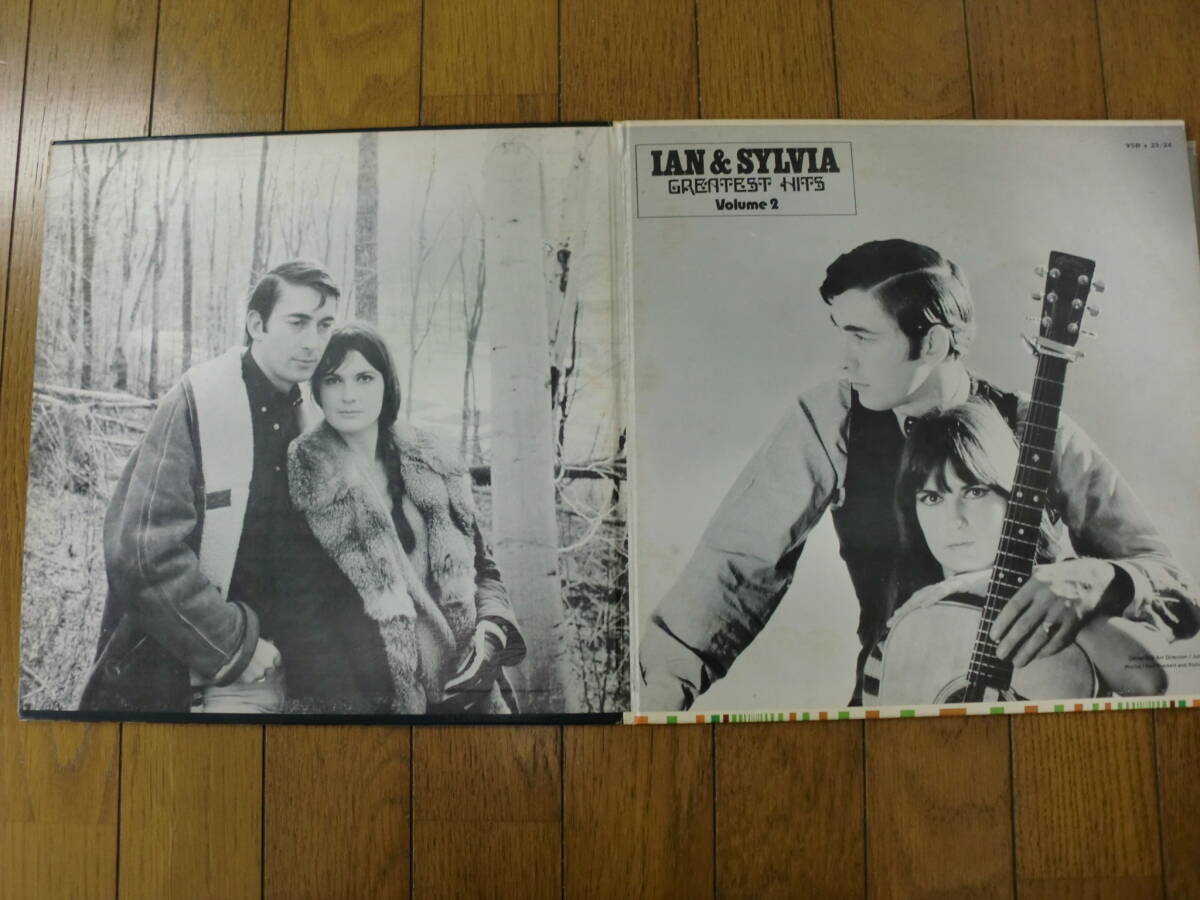 IAN & SYLVIA
GREATEST HITS
Volume 2
VSD • 23/24